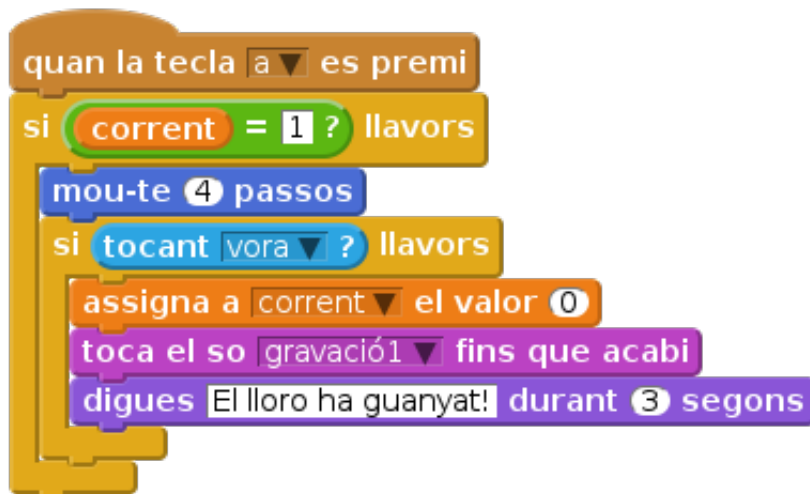 quan la tecla a es premi
si corrent = 1 ? llavors
mou-te 4 passos
si tocant vora ? llavors
assigna a corrent el valor 0
toca el so gravació1 fins que acabi
digues El lloro ha guanyat! durant 3 segons